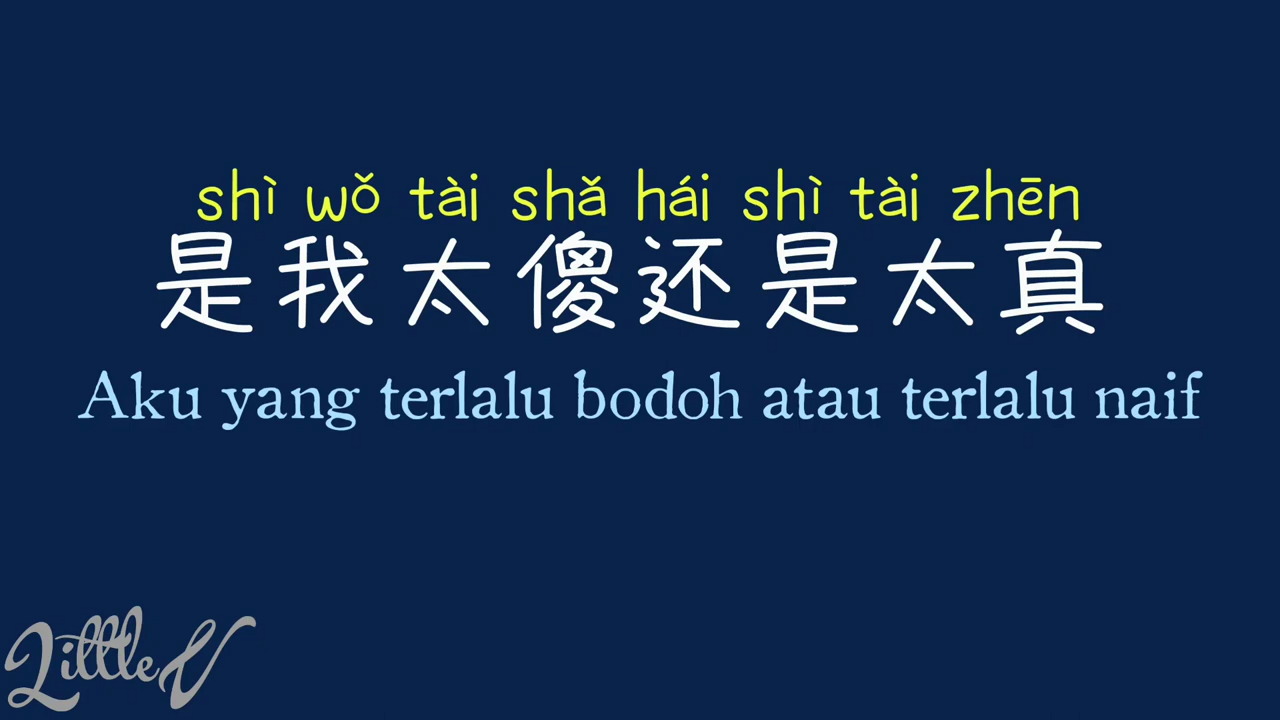 shì wǒ tài shǎ hái shì tài zhēn
是我太傻还是太真
Aku yang terlalu bodoh atau terlalu naif
Little V